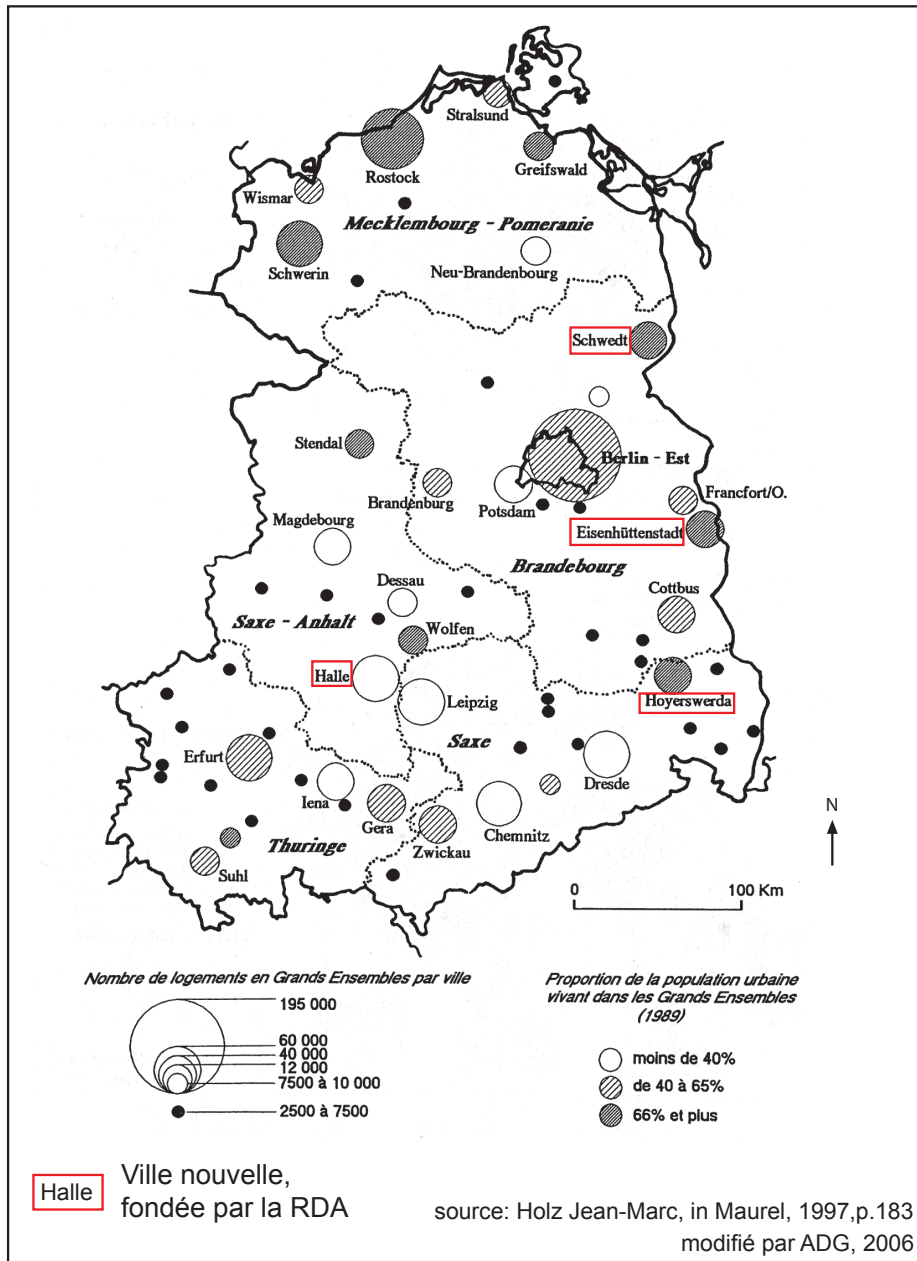 Stralsund
Greifswald
Rostock
Wismar
Mecklembourg - Pomeranie
Schwerin
Neu-Brandenbourg
Schwedt
Stendal
Berlin - Est
Brandenburg
Potsdam
Francfort/O.
Magdebourg
Eisenhüttenstadt
Brandebourg
Dessau
Cottbus
Saxe - Anhalt
Wolfen
Halle
Hoyerswerda
Leipzig
Saxe
Erfurt
Iena
Dresde
Gera
Chemnitz
Zwickau
Thuringe
Suhl
N
0 100 Km
Nombre de logements en Grands Ensembles par ville
195 000
60 000
40 000
12 000
7500 à 10 000
2500 à 7500
Proportion de la population urbaine
vivant dans les Grands Ensembles
(1989)
moins de 40%
de 40 à 65%
66% et plus
Halle
Ville nouvelle,
fondée par la RDA
source: Holz Jean-Marc, in Maurel, 1997,p.183
modifié par ADG, 2006